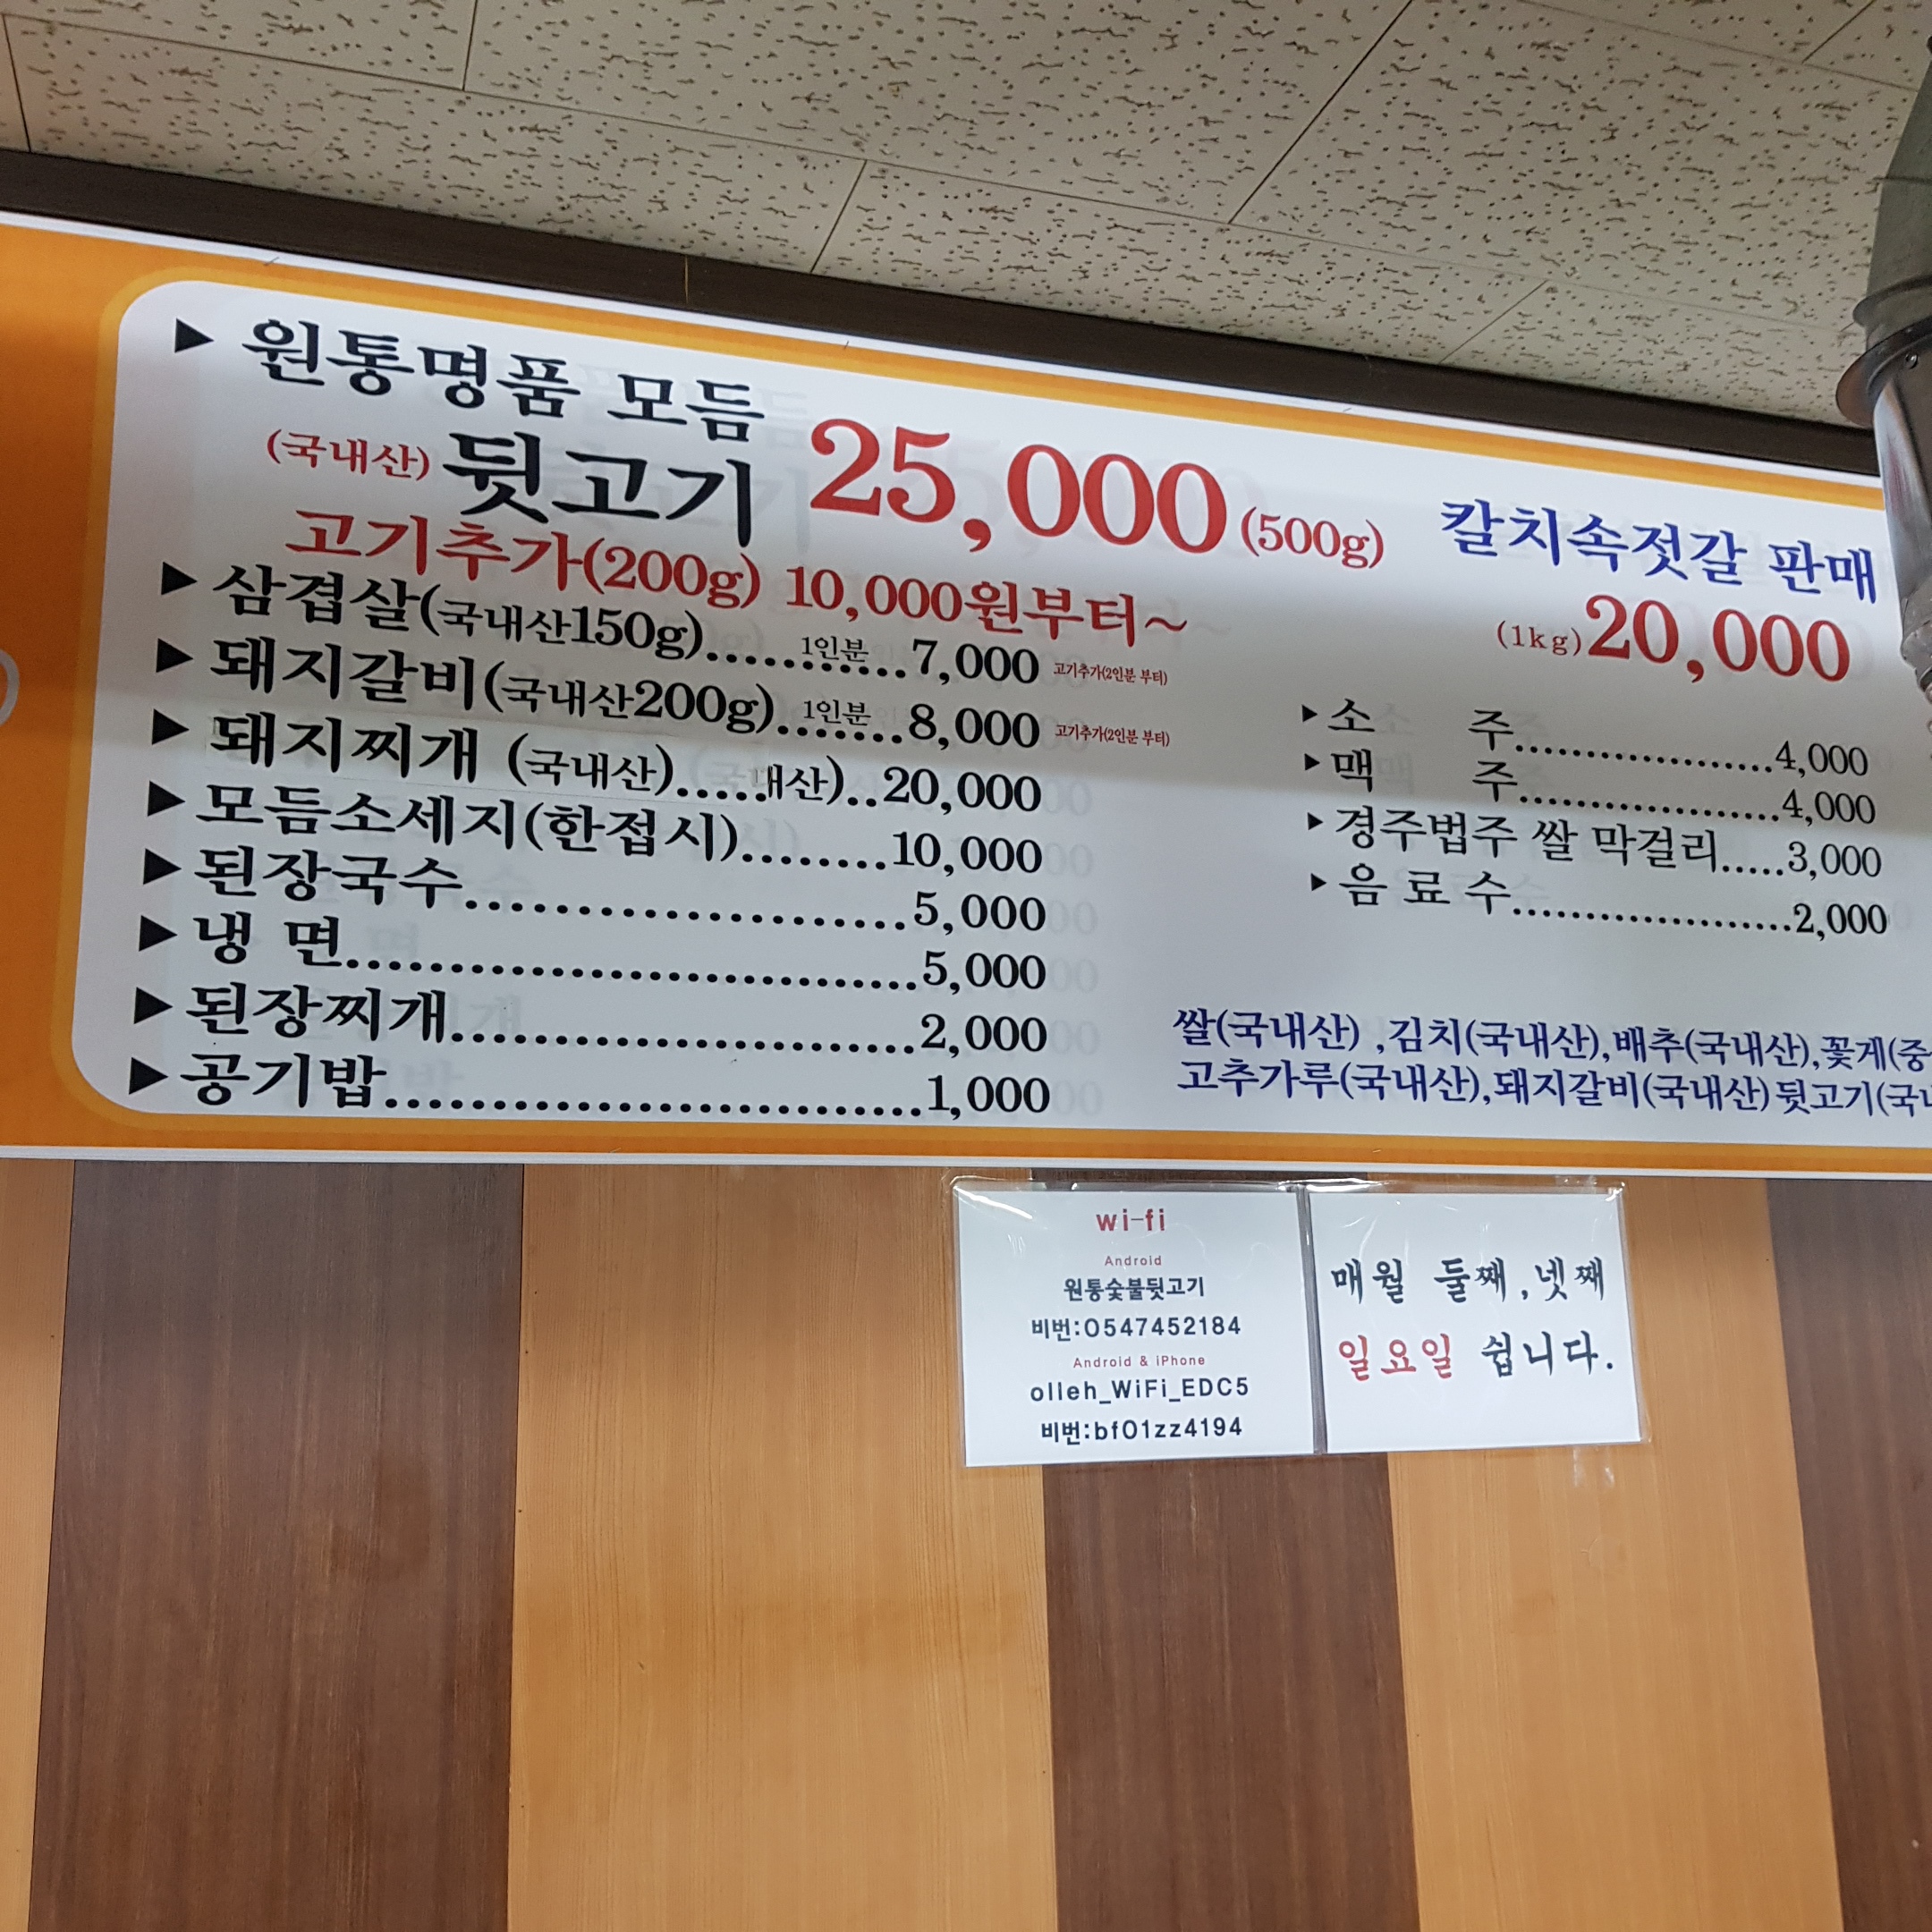 ▶ 원통명품 모듬
(국내산) 뒷고기 25,000 (500g)
고기추가(200g) 10,000원부터~
▶ 삼겹살(국내산150g)..........1인분 7,000 고기추가(2인분 부터)
▶ 돼지갈비(국내산200g)........1인분 8,000 고기추가(2인분 부터)
▶ 돼지찌개 (국내산).....내산)..20,000
▶ 모듬소세지(한접시)........10,000
▶ 된장국수......................5,000
▶ 냉 면............................5,000
▶ 된장찌개.......................2,000
▶ 공기밥..........................1,000
칼치속젓갈 판매
(1kg) 20,000
▶ 소 주..................4,000
▶ 맥 주..................4,000
▶ 경주법주 쌀 막걸리.....3,000
▶ 음 료 수....................2,000
쌀(국내산) ,김치(국내산),배추(국내산),꽃게(중
고추가루(국내산),돼지갈비(국내산) 뒷고기(국내
wi-fi
Android
원통숯불뒷고기
비번:0547452184
Android & iPhone
olleh_WiFi_EDC5
비번:bf01zz4194
매월 둘째,넷째
일요일 쉽니다.